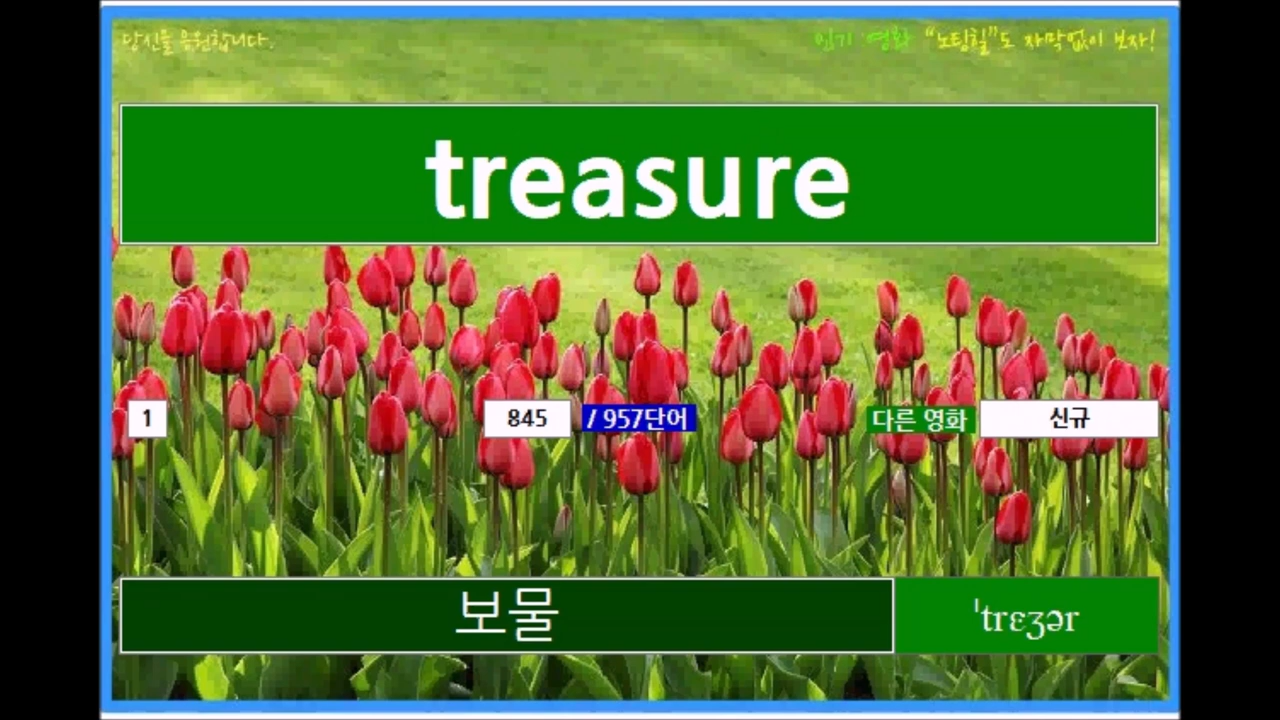 당신을 응원합니다.
인기 영화 "노팅힐"도 자막없이 보자!
treasure
1
845 / 957단어
다른 영화 신규
보물
ˈtrɛʒər